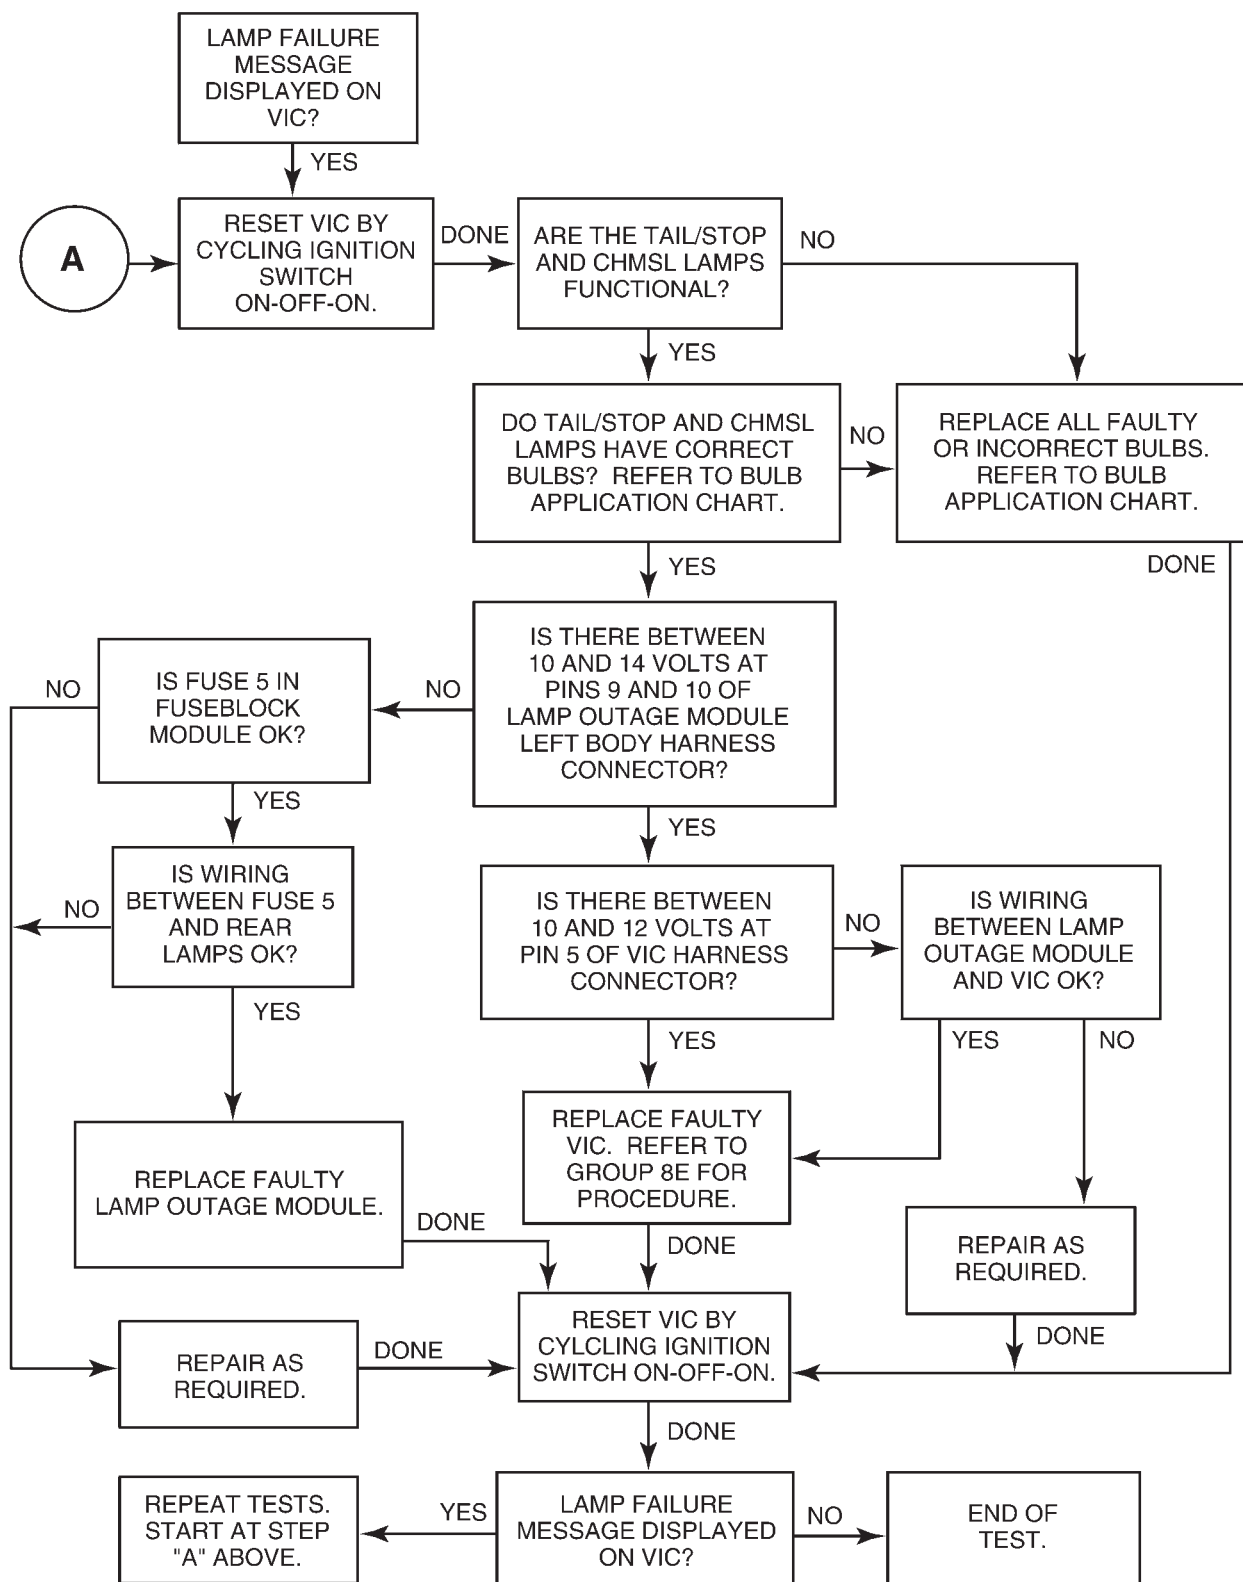 LAMP FAILURE
MESSAGE
DISPLAYED ON
VIC?
YES
A
RESET VIC BY
CYCLING IGNITION
SWITCH
ON-OFF-ON.
DONE
ARE THE TAIL/STOP
AND CHMSL LAMPS
FUNCTIONAL?
NO
YES
DO TAIL/STOP AND CHMSL
LAMPS HAVE CORRECT
BULBS? REFER TO BULB
APPLICATION CHART.
NO
REPLACE ALL FAULTY
OR INCORRECT BULBS.
REFER TO BULB
APPLICATION CHART.
YES
DONE
IS THERE BETWEEN
10 AND 14 VOLTS AT
PINS 9 AND 10 OF
LAMP OUTAGE MODULE
LEFT BODY HARNESS
CONNECTOR?
NO
IS FUSE 5 IN
FUSEBLOCK
MODULE OK?
NO
YES
YES
IS WIRING
BETWEEN FUSE 5
AND REAR
LAMPS OK?
NO
IS THERE BETWEEN
10 AND 12 VOLTS AT
PIN 5 OF VIC HARNESS
CONNECTOR?
NO
IS WIRING
BETWEEN LAMP
OUTAGE MODULE
AND VIC OK?
YES
YES
YES
NO
REPLACE FAULTY
LAMP OUTAGE MODULE.
DONE
REPLACE FAULTY
VIC. REFER TO
GROUP 8E FOR
PROCEDURE.
DONE
REPAIR AS
REQUIRED.
DONE
REPAIR AS
REQUIRED.
DONE
RESET VIC BY
CYLCLING IGNITION
SWITCH ON-OFF-ON.
DONE
REPEAT TESTS.
START AT STEP
"A" ABOVE.
YES
LAMP FAILURE
MESSAGE DISPLAYED
ON VIC?
NO
END OF
TEST.